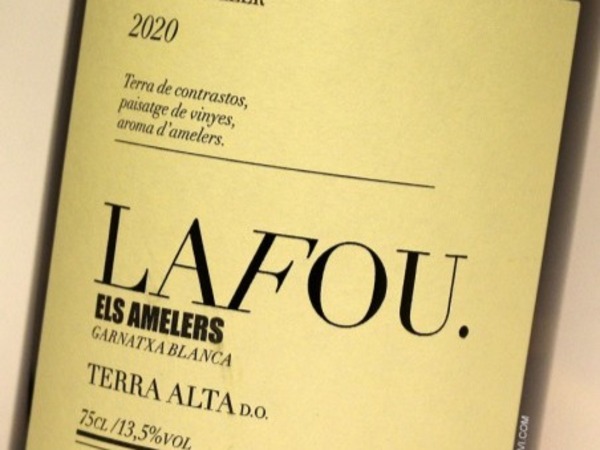 2020
Terra de contrastos,
paisatge de vinyes,
aroma d'amelers.
LAFOU.
ELS AMELERS
GARNATXA BLANCA
TERRA ALTA D.O.
75CL /13,5%VOL